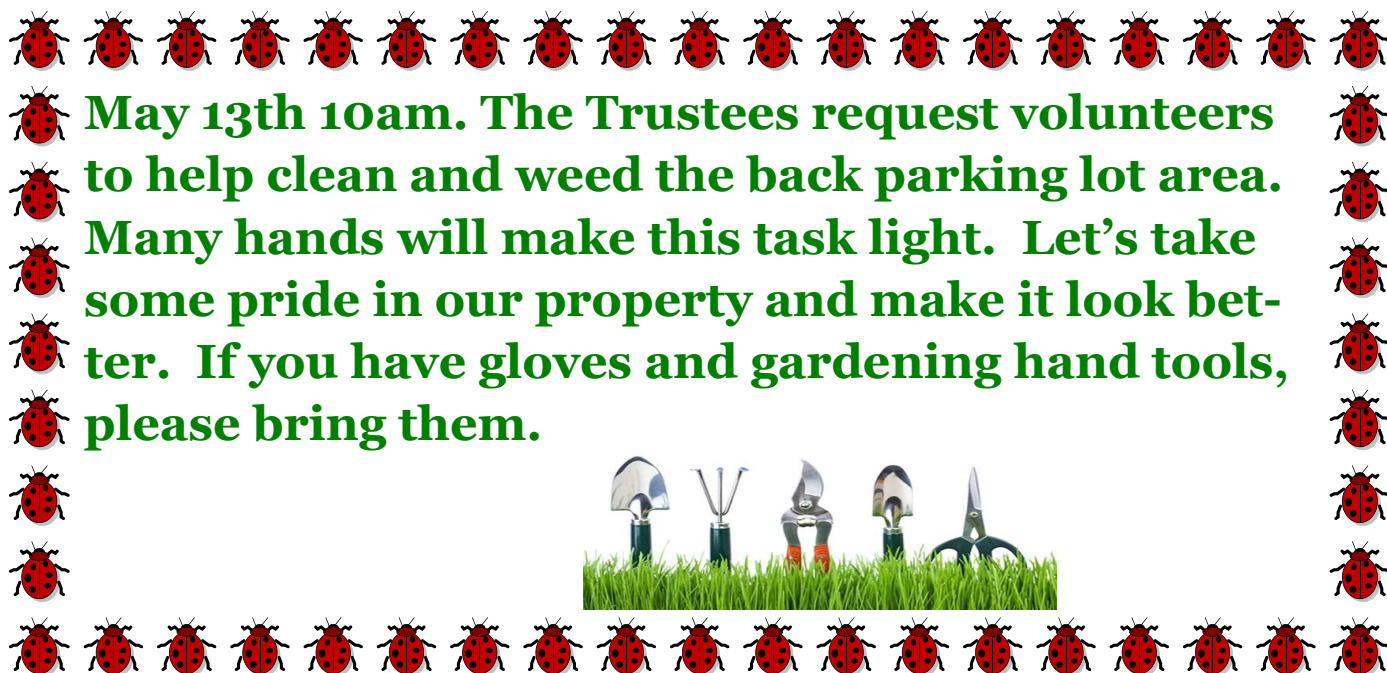 May 13th 10am. The Trustees request volunteers
to help clean and weed the back parking lot area.
Many hands will make this task light.  Let’s take
some pride in our property and make it look bet-
ter.  If you have gloves and gardening hand tools,
please bring them.